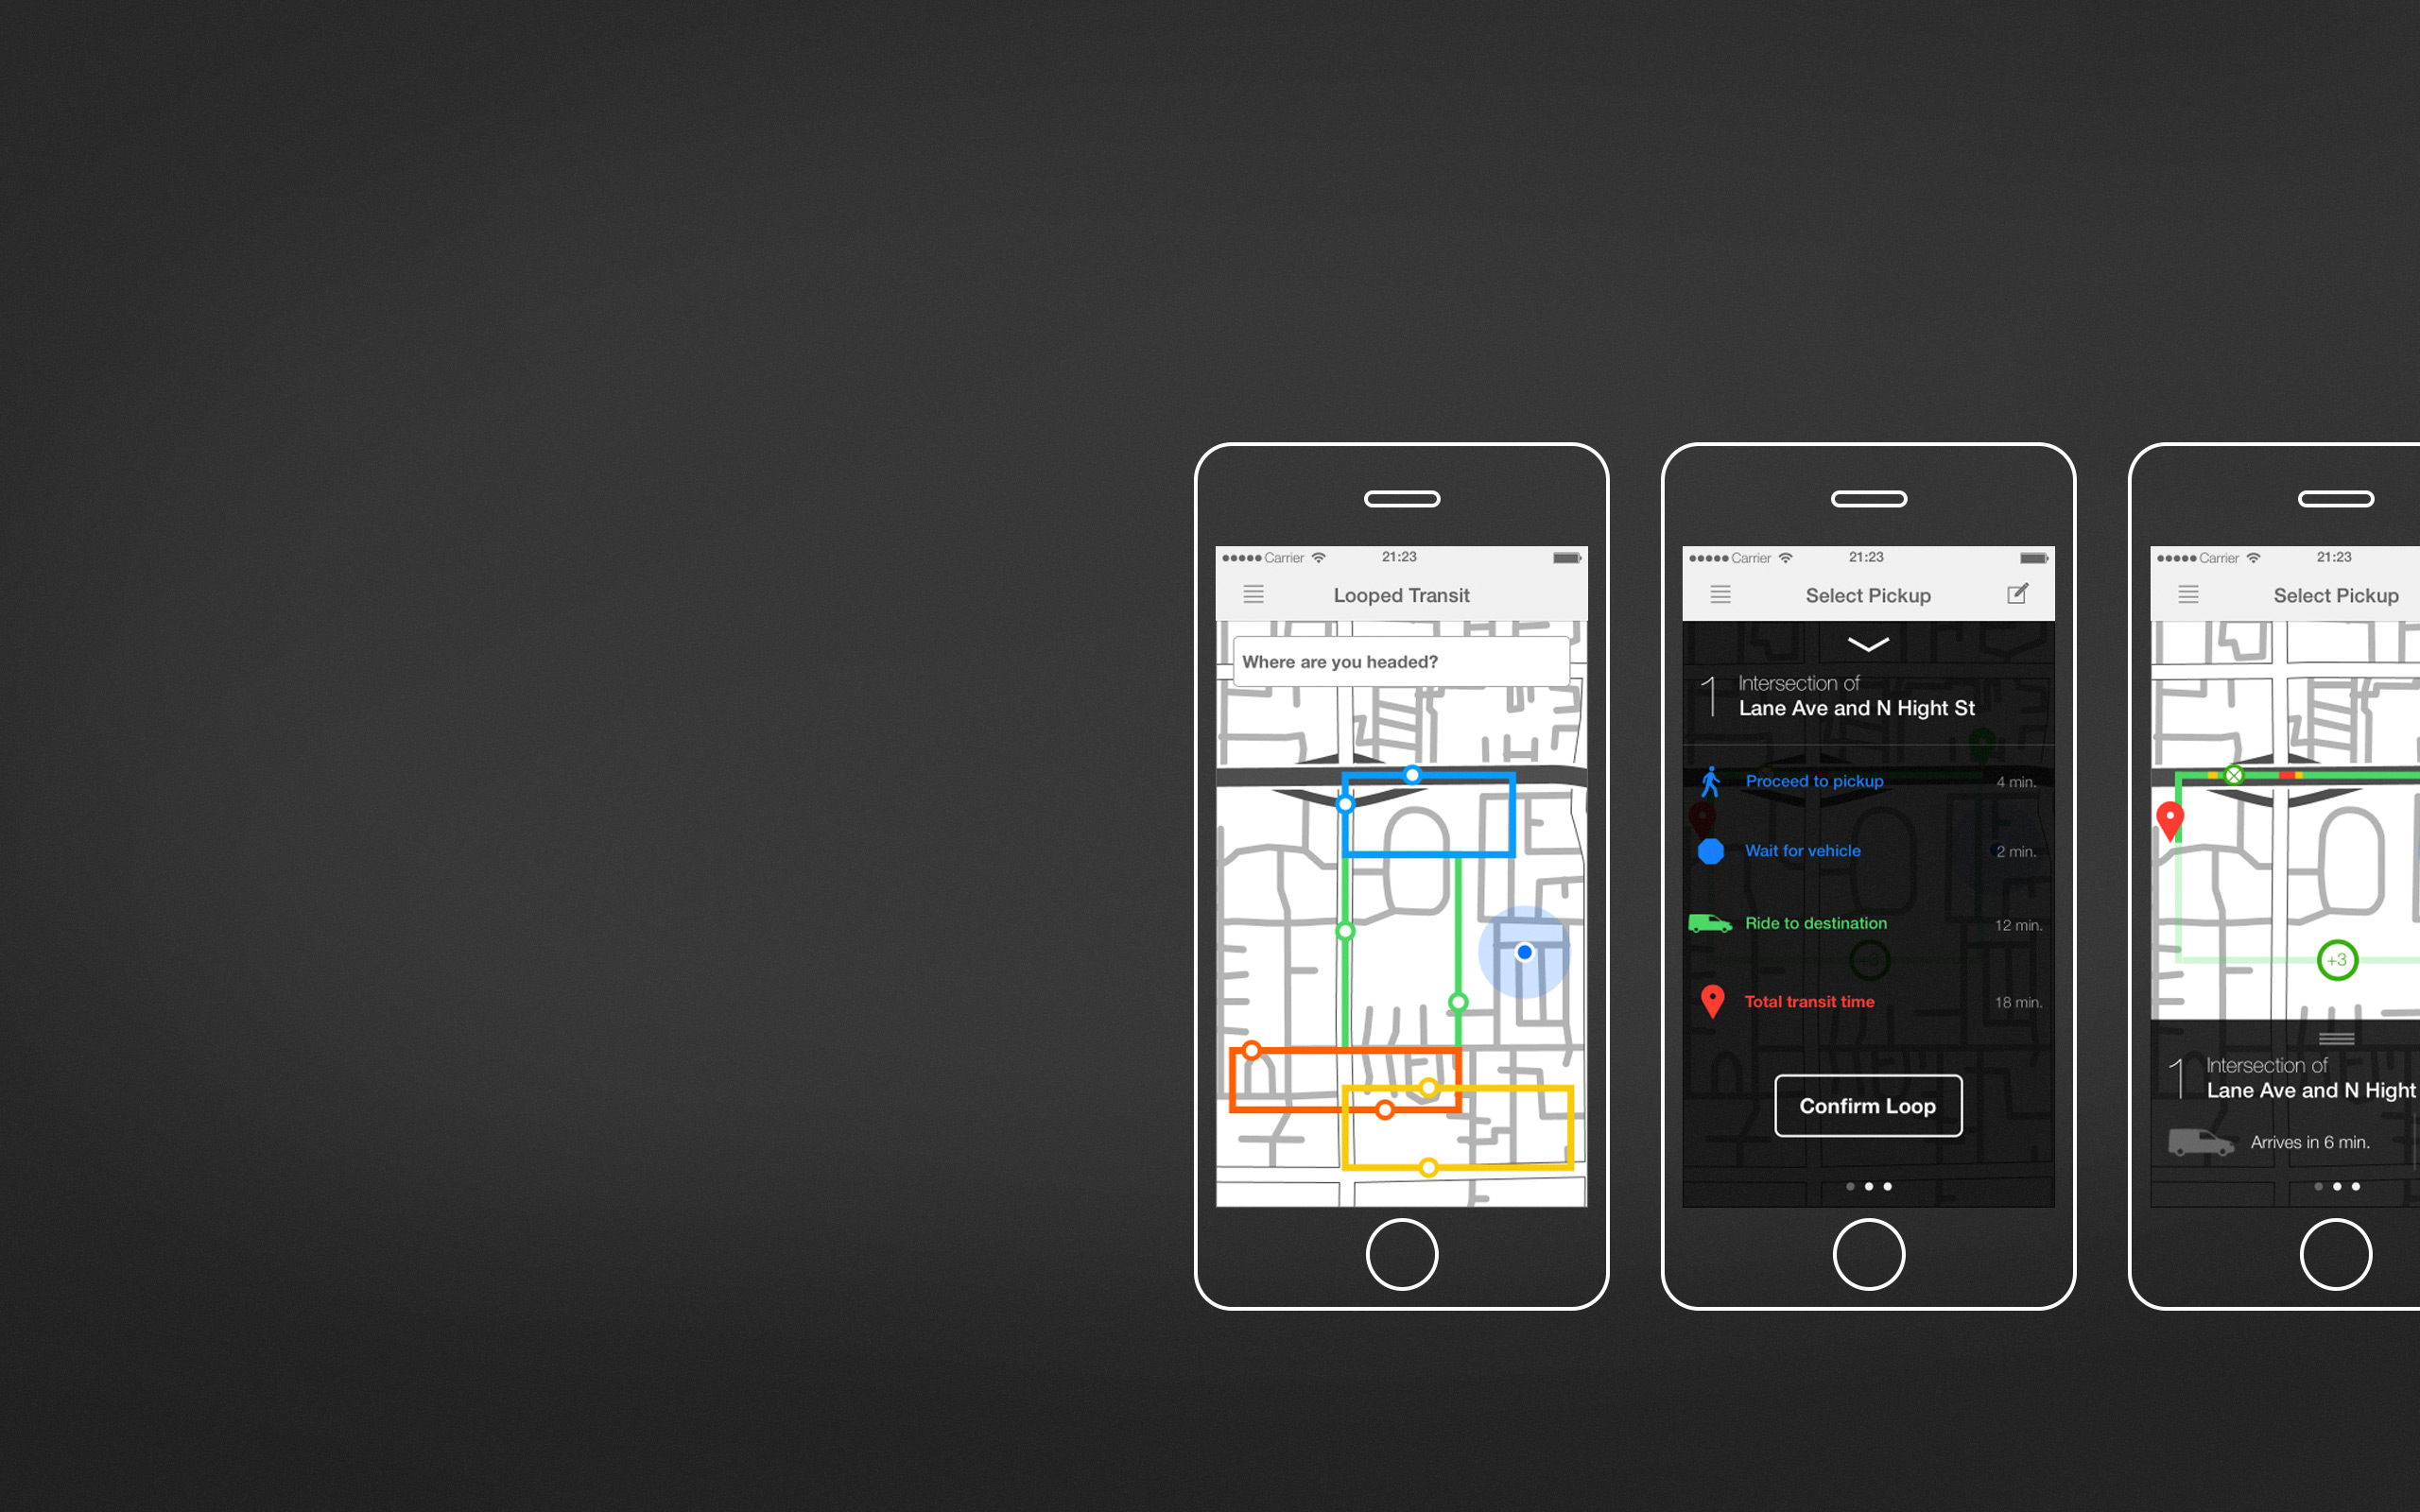 Carrier 21:23
Looped Transit
Where are you headed?
Carrier 21:23
Select Pickup
1 Intersection of
Lane Ave and N Hight St
Proceed to pickup 4 min.
Wait for vehicle 2 min.
Ride to destination 12 min.
+3
Total transit time 18 min.
Confirm Loop
Carrier 21:23
Select Pickup
+3
1 Intersection of
Lane Ave and N Hight
Arrives in 6 min.